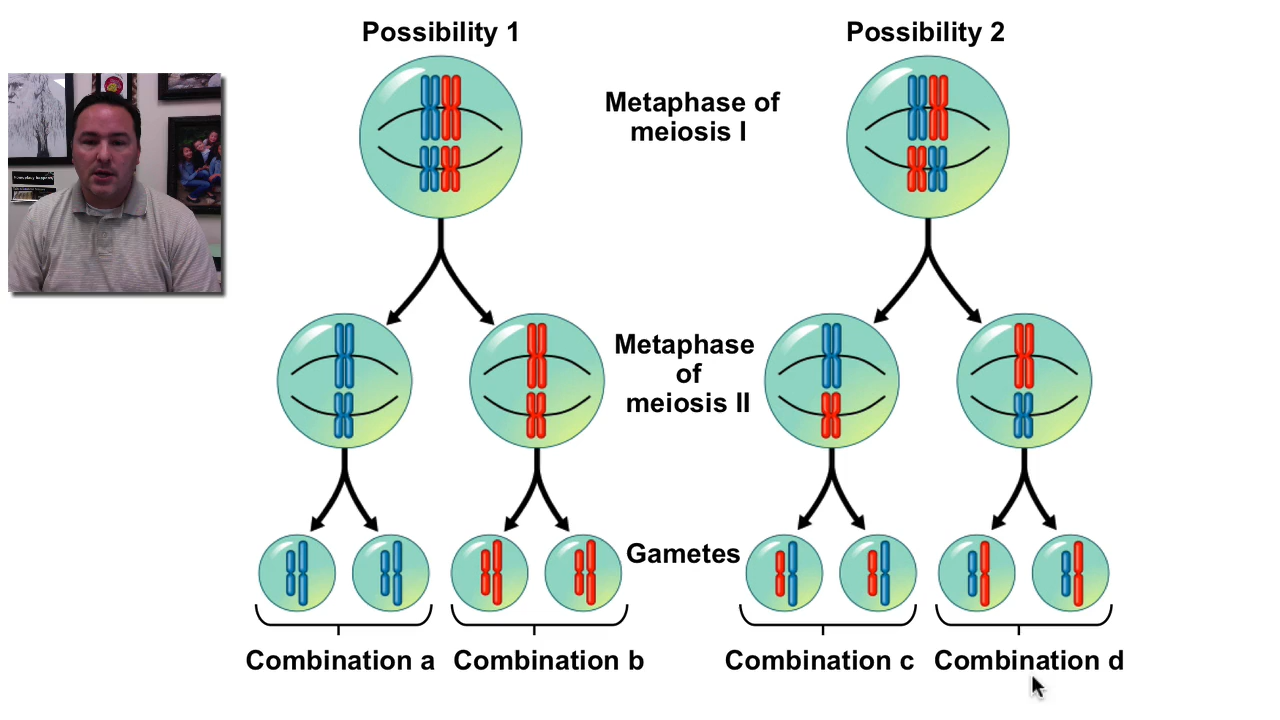 Possibility 1
Possibility 2
Metaphase of
meiosis I
Metaphase
of
meiosis II
Gametes
Combination a
Combination b
Combination c
Combination d